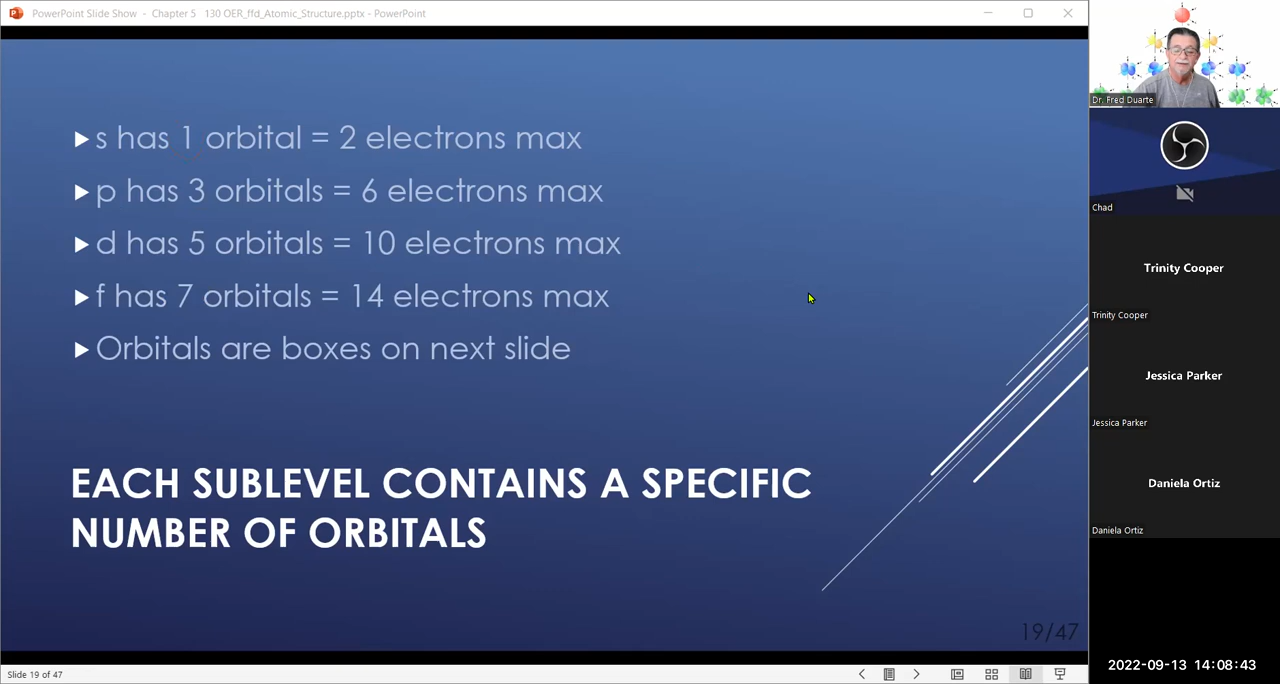 PowerPoint Slide Show - Chapter 5 130 OER_ffd_Atomic_Structure.pptx - PowerPoint
s has 1 orbital = 2 electrons max
p has 3 orbitals = 6 electrons max
d has 5 orbitals = 10 electrons max
f has 7 orbitals = 14 electrons max
Orbitals are boxes on next slide
EACH SUBLEVEL CONTAINS A SPECIFIC
NUMBER OF ORBITALS
19/47
Slide 19 of 47
Dr. Fred Duarte
Chad
Trinity Cooper
Trinity Cooper
Jessica Parker
Jessica Parker
Daniela Ortiz
Daniela Ortiz
2022-09-13 14:08:43